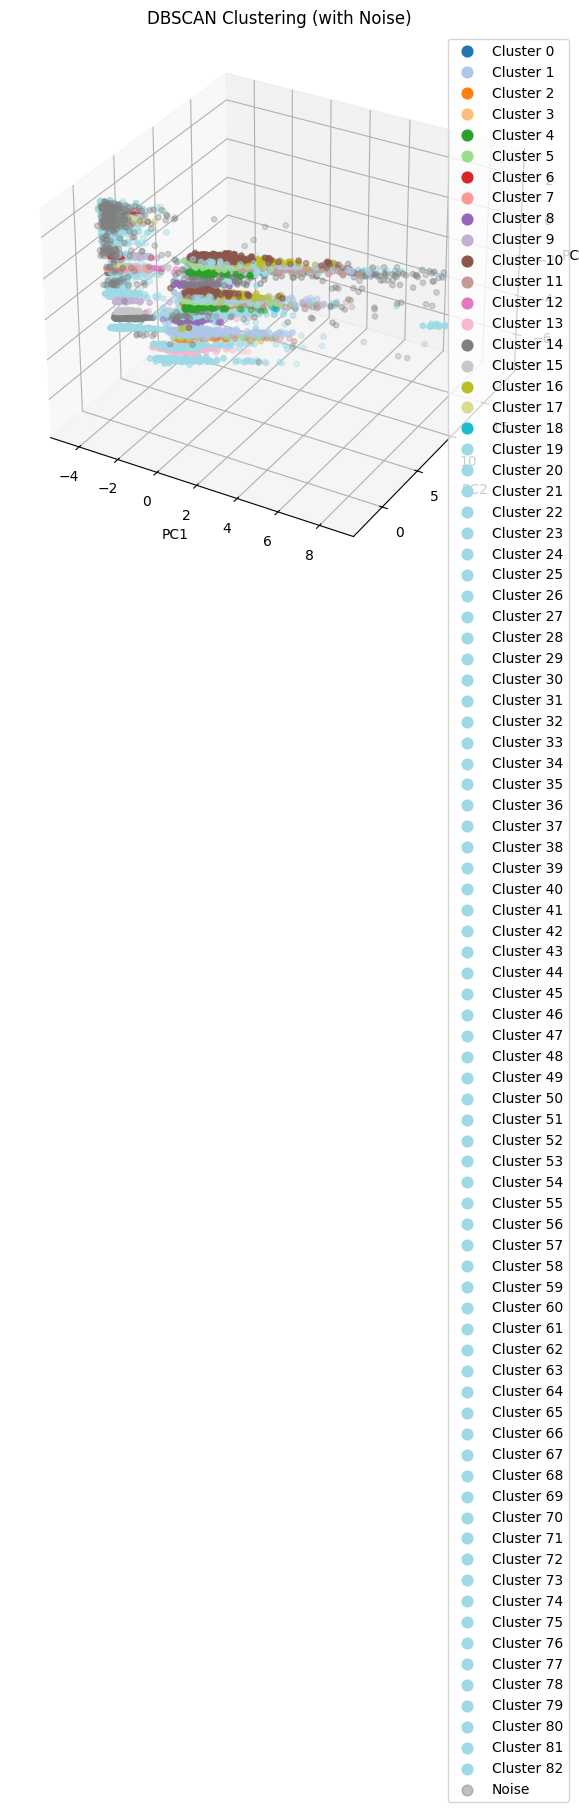 DBSCAN Clustering (with Noise)
Cluster 0
Cluster 1
Cluster 2
Cluster 3
Cluster 4
Cluster 5
Cluster 6
Cluster 7
Cluster 8
Cluster 9
Cluster 10
Cluster 11
Cluster 12
Cluster 13
Cluster 14
Cluster 15
Cluster 16
Cluster 17
Cluster 18
Cluster 19
Cluster 20
Cluster 21
Cluster 22
Cluster 23
Cluster 24
Cluster 25
Cluster 26
Cluster 27
Cluster 28
Cluster 29
Cluster 30
Cluster 31
Cluster 32
Cluster 33
Cluster 34
Cluster 35
Cluster 36
Cluster 37
Cluster 38
Cluster 39
Cluster 40
Cluster 41
Cluster 42
Cluster 43
Cluster 44
Cluster 45
Cluster 46
Cluster 47
Cluster 48
Cluster 49
Cluster 50
Cluster 51
Cluster 52
Cluster 53
Cluster 54
Cluster 55
Cluster 56
Cluster 57
Cluster 58
Cluster 59
Cluster 60
Cluster 61
Cluster 62
Cluster 63
Cluster 64
Cluster 65
Cluster 66
Cluster 67
Cluster 68
Cluster 69
Cluster 70
Cluster 71
Cluster 72
Cluster 73
Cluster 74
Cluster 75
Cluster 76
Cluster 77
Cluster 78
Cluster 79
Cluster 80
Cluster 81
Cluster 82
Noise
PC
−4
−2
0
2
4
6
8
PC1
0
5
10
PC2